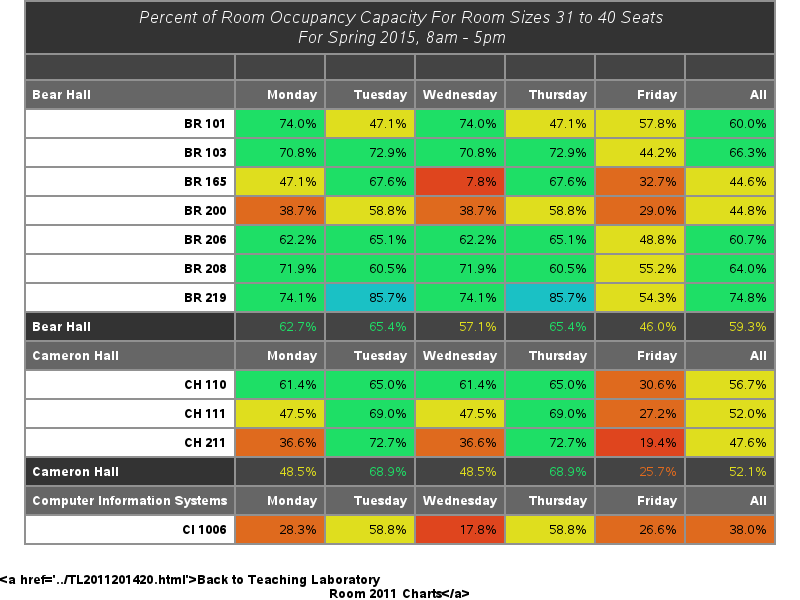 Percent of Room Occupancy Capacity For Room Sizes 31 to 40 Seats
For Spring 2015, 8am - 5pm
Bear Hall Monday Tuesday Wednesday Thursday Friday All
BR 101 74.0% 47.1% 74.0% 47.1% 57.8% 60.0%
BR 103 70.8% 72.9% 70.8% 72.9% 44.2% 66.3%
BR 165 47.1% 67.6% 7.8% 67.6% 32.7% 44.6%
BR 200 38.7% 58.8% 38.7% 58.8% 29.0% 44.8%
BR 206 62.2% 65.1% 62.2% 65.1% 48.8% 60.7%
BR 208 71.9% 60.5% 71.9% 60.5% 55.2% 64.0%
BR 219 74.1% 85.7% 74.1% 85.7% 54.3% 74.8%
Bear Hall 62.7% 65.4% 57.1% 65.4% 46.0% 59.3%
Cameron Hall Monday Tuesday Wednesday Thursday Friday All
CH 110 61.4% 65.0% 61.4% 65.0% 30.6% 56.7%
CH 111 47.5% 69.0% 47.5% 69.0% 27.2% 52.0%
CH 211 36.6% 72.7% 36.6% 72.7% 19.4% 47.6%
Cameron Hall 48.5% 68.9% 48.5% 68.9% 25.7% 52.1%
Computer Information Systems Monday Tuesday Wednesday Thursday Friday All
CI 1006 28.3% 58.8% 17.8% 58.8% 26.6% 38.0%
<a href='../TL2011201420.html'>Back to Teaching Laboratory
Room 2011 Charts</a>